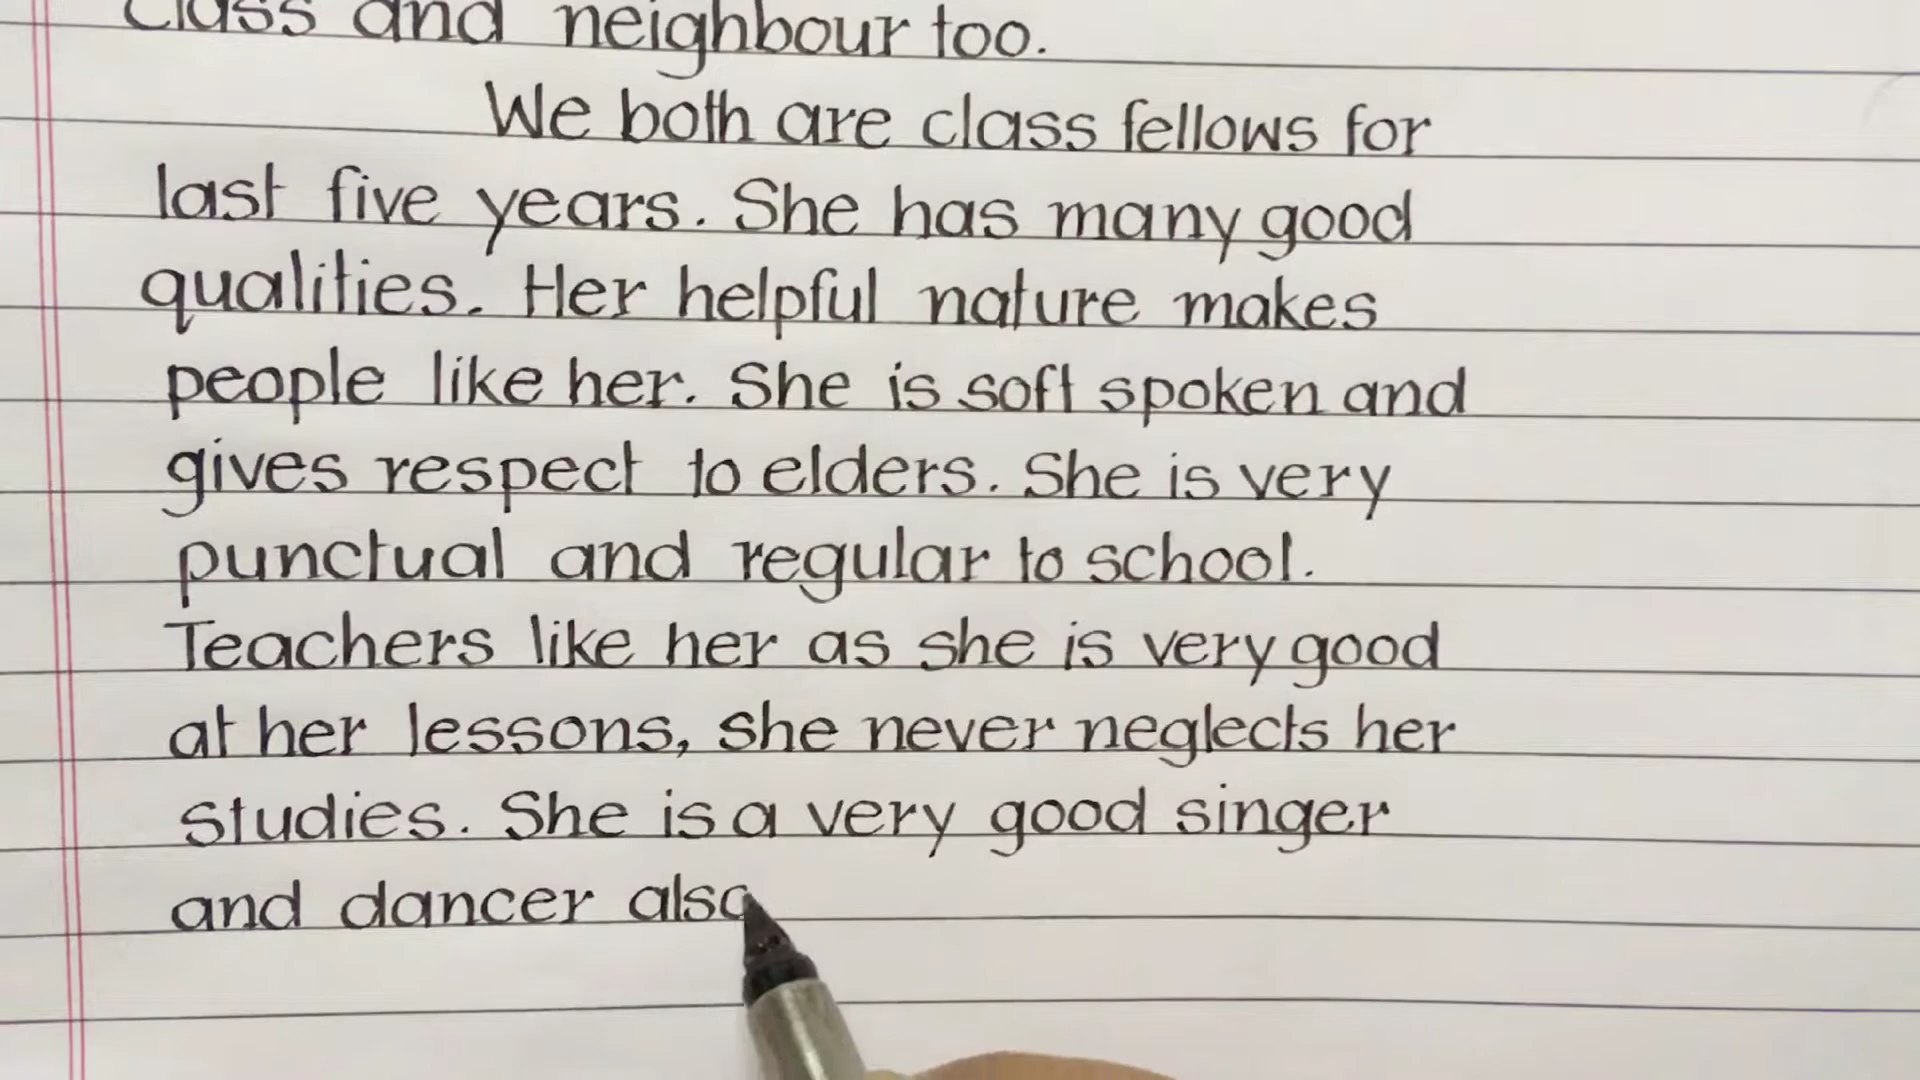 class and neighbour too.
We both are class fellows for
last five years. She has many good
qualities. Her helpful nature makes
people like her. She is soft spoken and
gives respect to elders. She is very
punctual and regular to school.
Teachers like her as she is very good
at her lessons, she never neglects her
studies. She is a very good singer
and dancer also